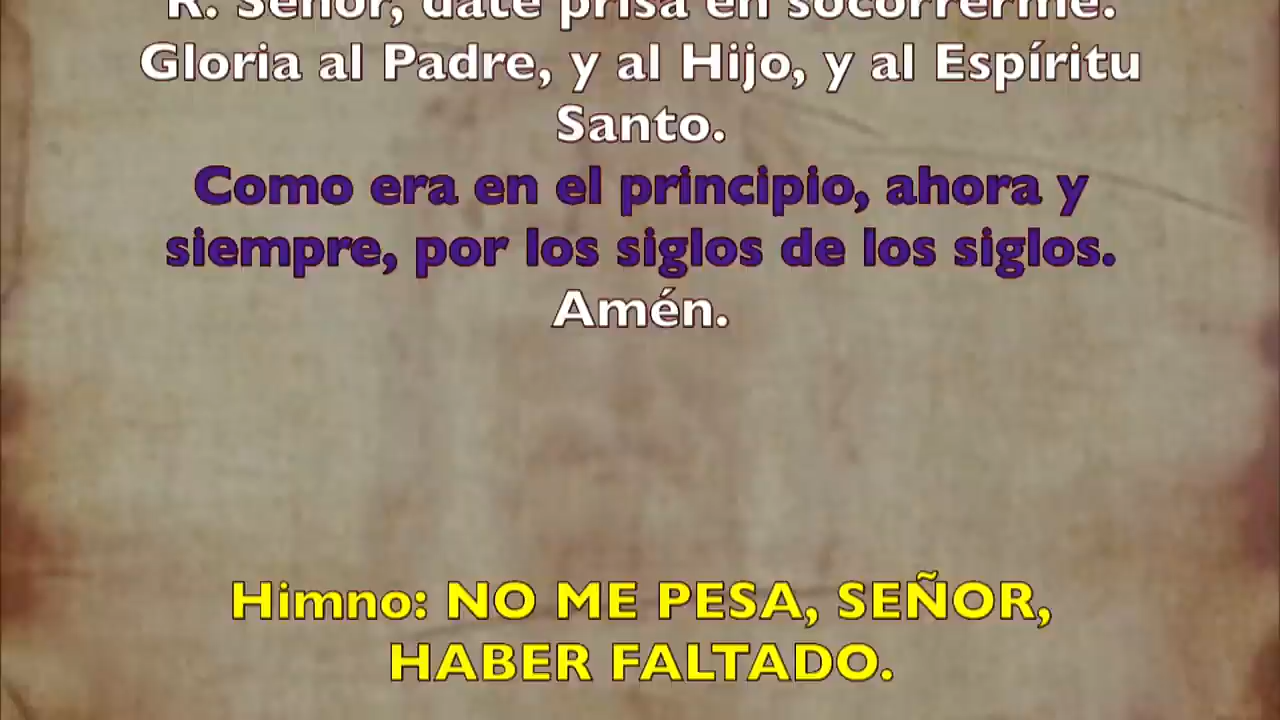 R. Señor, date prisa en socorrerme.
Gloria al Padre, y al Hijo, y al Espíritu
Santo.
Como era en el principio, ahora y
siempre, por los siglos de los siglos.
Amén.
Himno: NO ME PESA, SEÑOR,
HABER FALTADO.